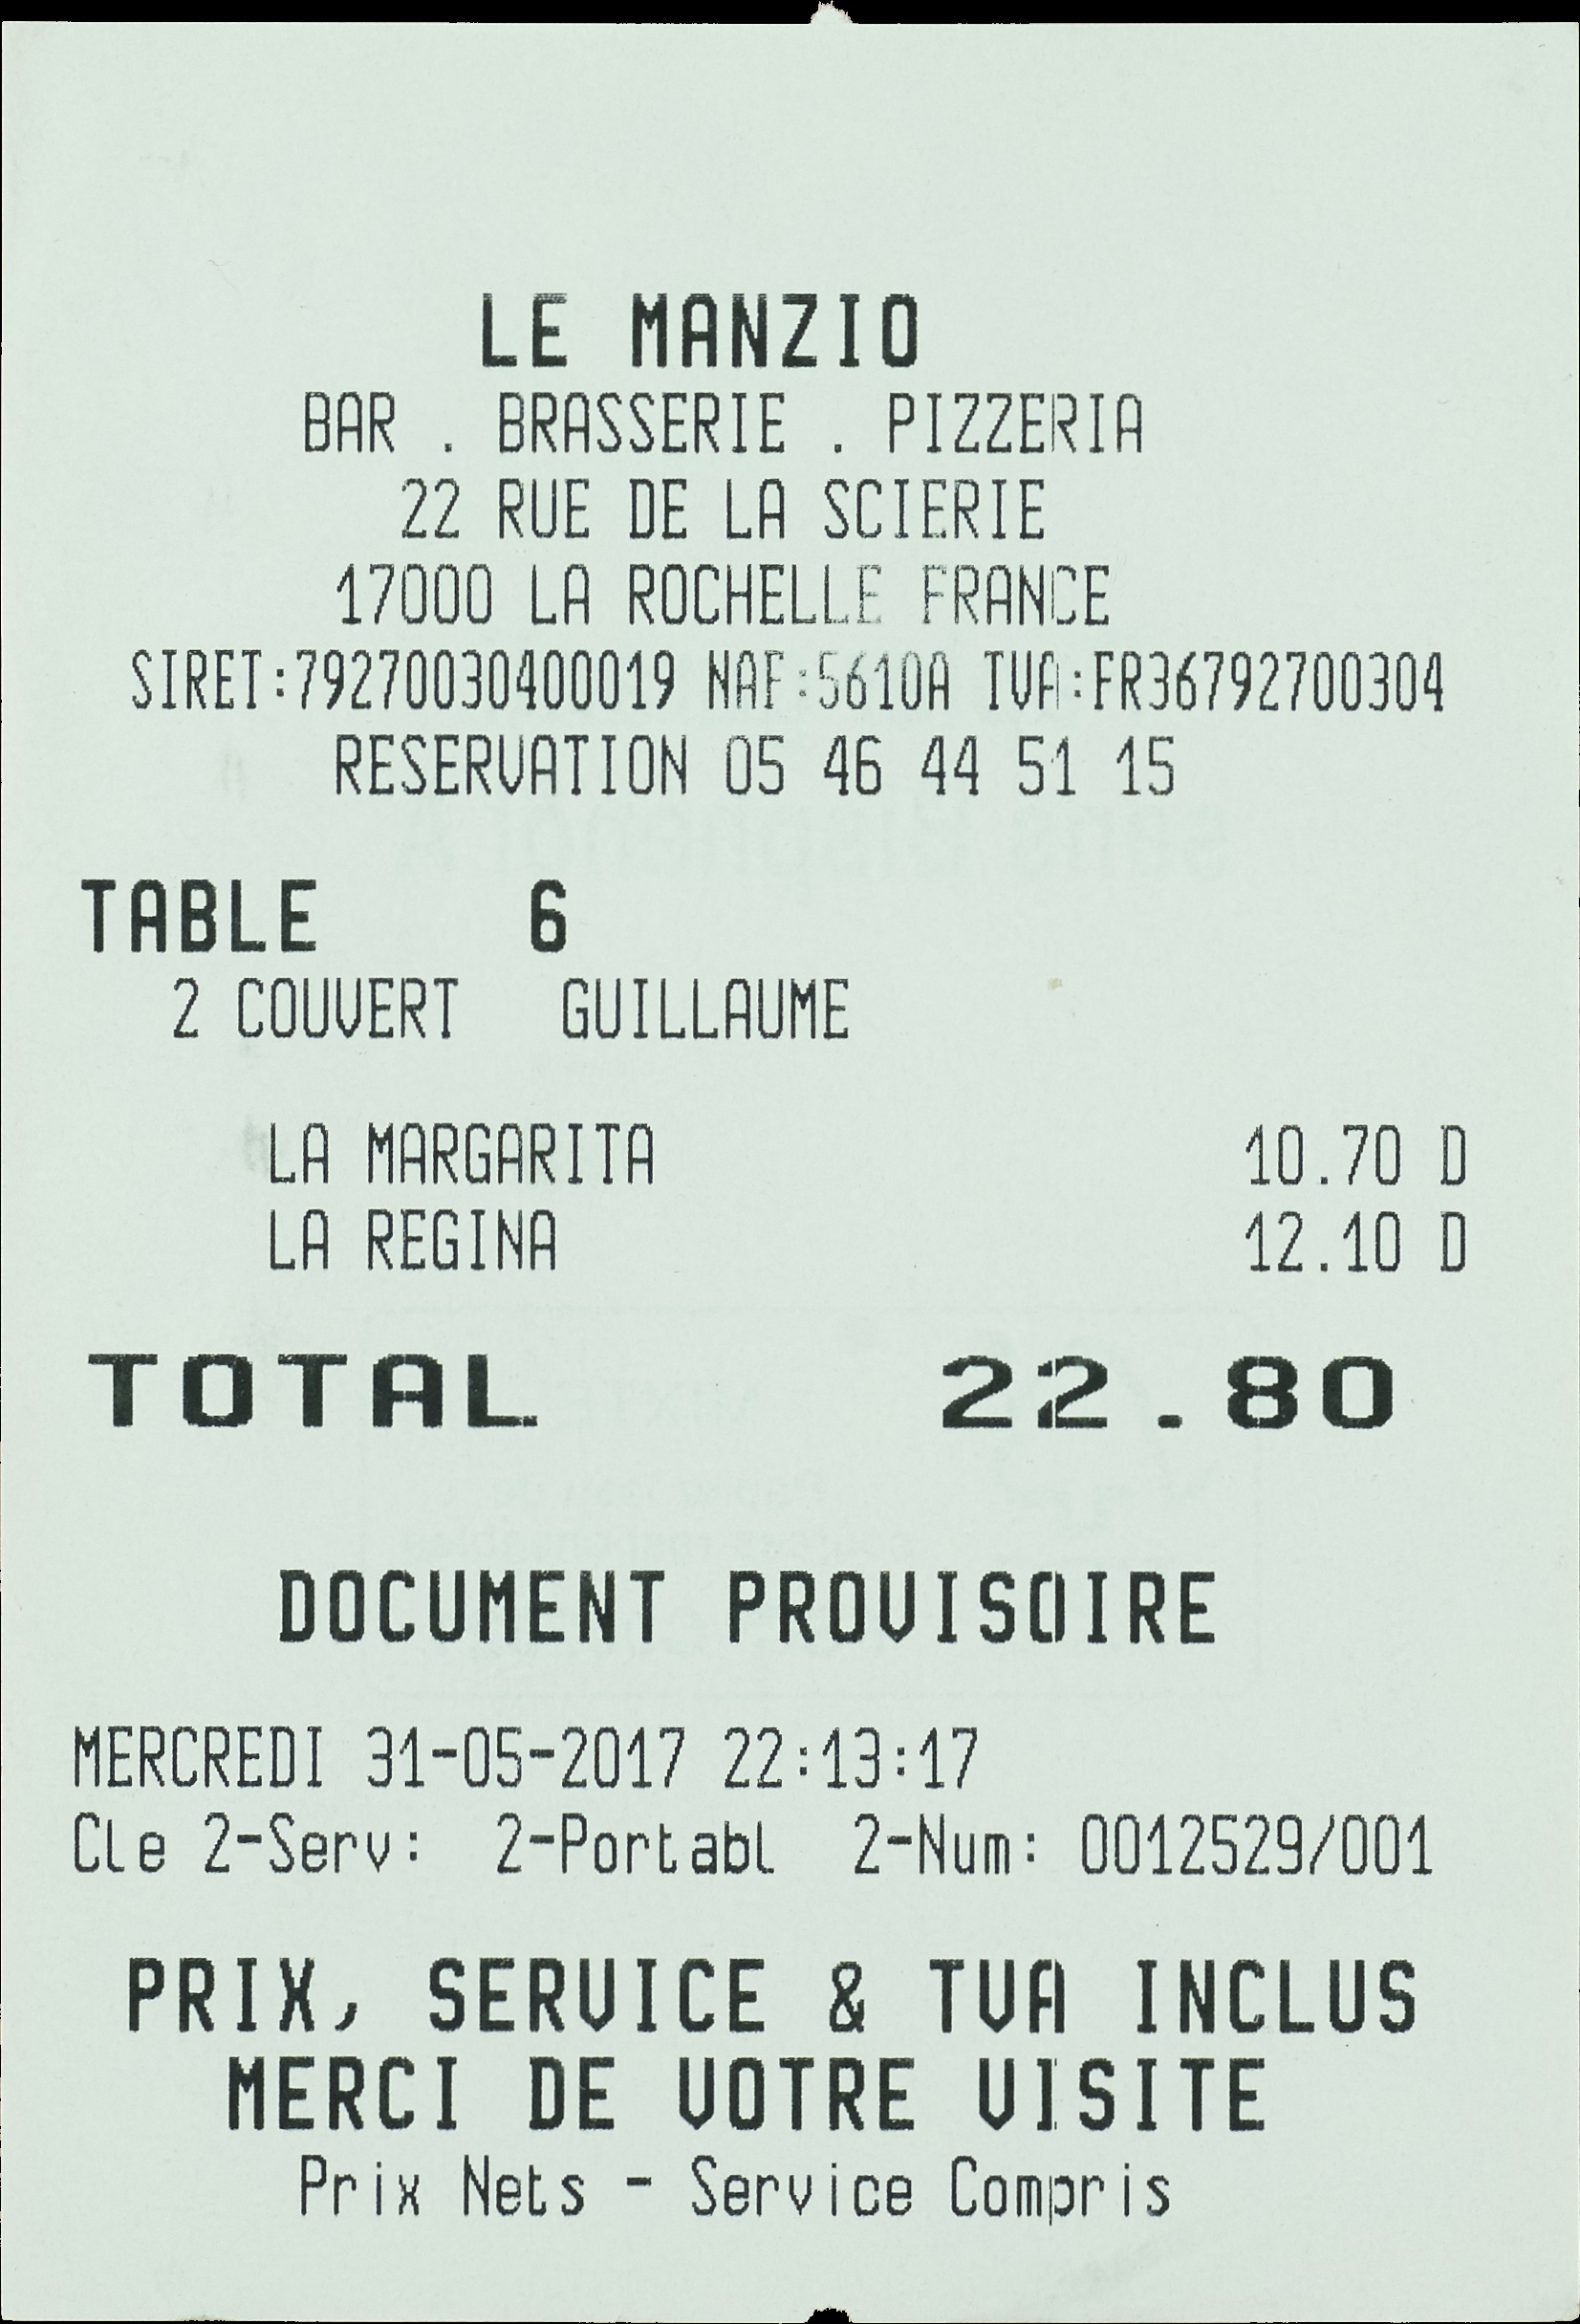 LE MANZIO
BAR . BRASSERIE . PIZZERIA
22 RUE DE LA SCIERIE
17000 LA ROCHELLE FRANCE
SIRET:79270030400019 NAF:5610A TVA:FR36792700304
RESERVATION 05 46 44 51 15
TABLE 6
2 COUVERT GUILLAUME
LA MARGARITA 10.70 D
LA REGINA 12.10 D
TOTAL 22.80
DOCUMENT PROVISOIRE
MERCREDI 31-05-2017 22:13:17
Cle 2-Serv: 2-Portabl 2-Num: 0012529/001
PRIX, SERVICE & TVA INCLUS
MERCI DE VOTRE VISITE
Prix Nets - Service Compris